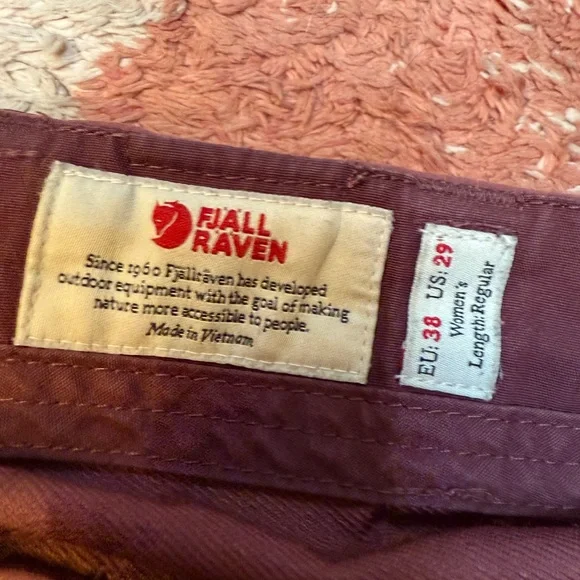 FJÄLL
RÄVEN
Since 1960 Fjällräven has developed
outdoor equipment with the goal of making
nature more accessible to people.
Made in Vietnam
EU: 38 US: 29"
Women's
Length: Regular